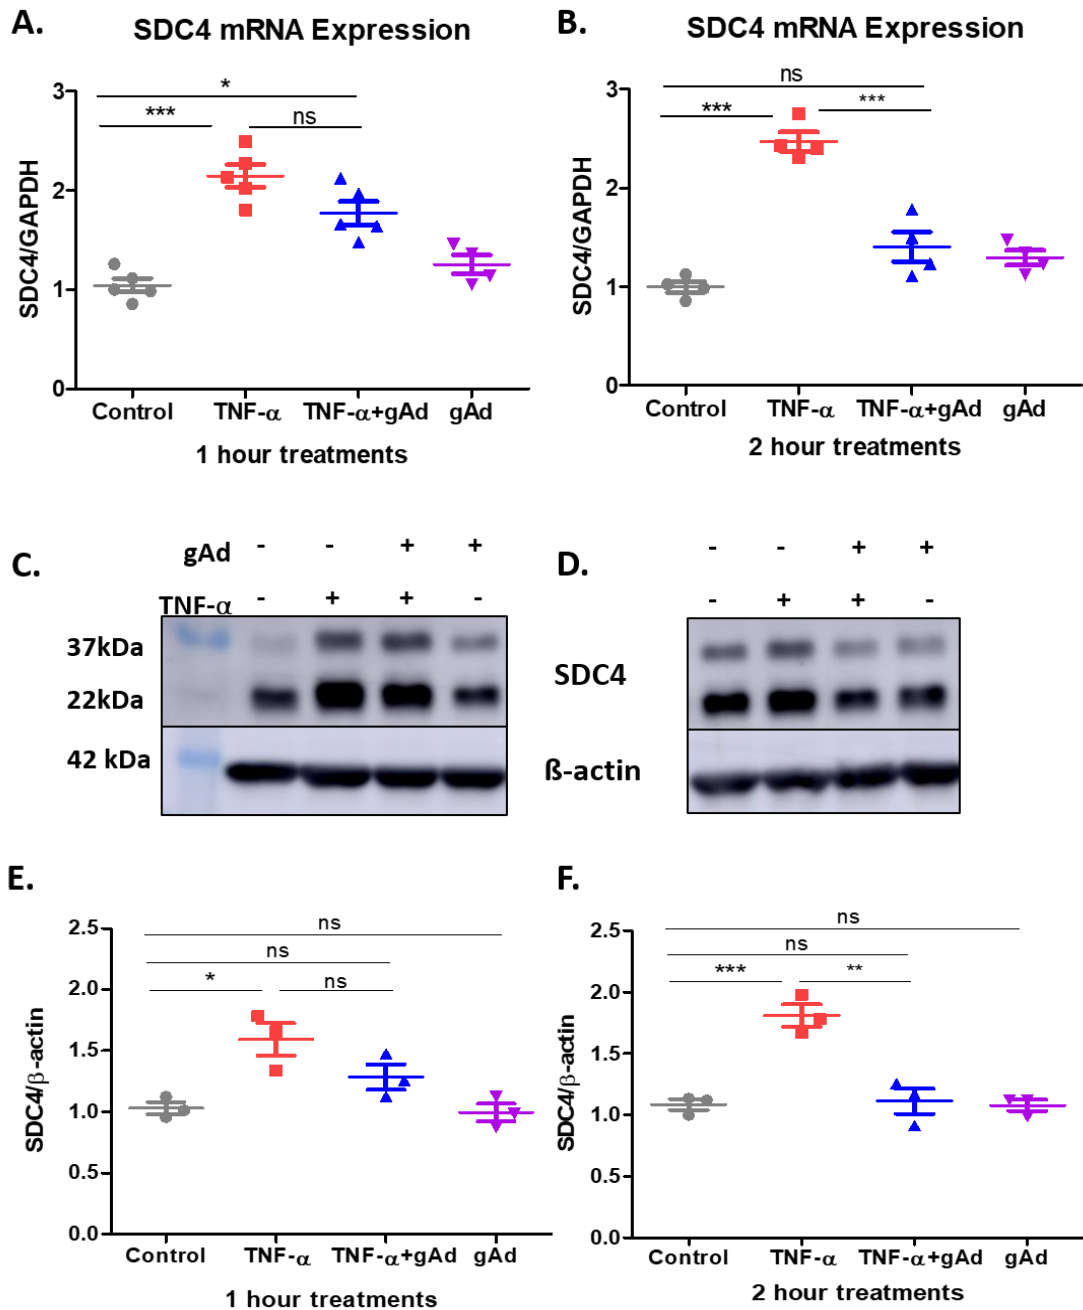 A.
SDC4 mRNA Expression
*
***
ns
3
2
1
0
SDC4/GAPDH
Control TNF-α TNF-α+gAd gAd
1 hour treatments
B.
SDC4 mRNA Expression
ns
*** ***
3
2
1
0
SDC4/GAPDH
Control TNF-α TNF-α+gAd gAd
2 hour treatments
C.
gAd - - + +
TNF-α - + + -
37kDa
22kDa
42 kDa
D.
- - + +
- + + -
SDC4
ß-actin
E.
ns
ns
* ns
2.5
2.0
1.5
1.0
0.5
0.0
SDC4/β-actin
Control TNF-α TNF-α+gAd gAd
1 hour treatments
F.
ns
ns
*** **
2.5
2.0
1.5
1.0
0.5
0.0
SDC4/β-actin
Control TNF-α TNF-α+gAd gAd
2 hour treatments